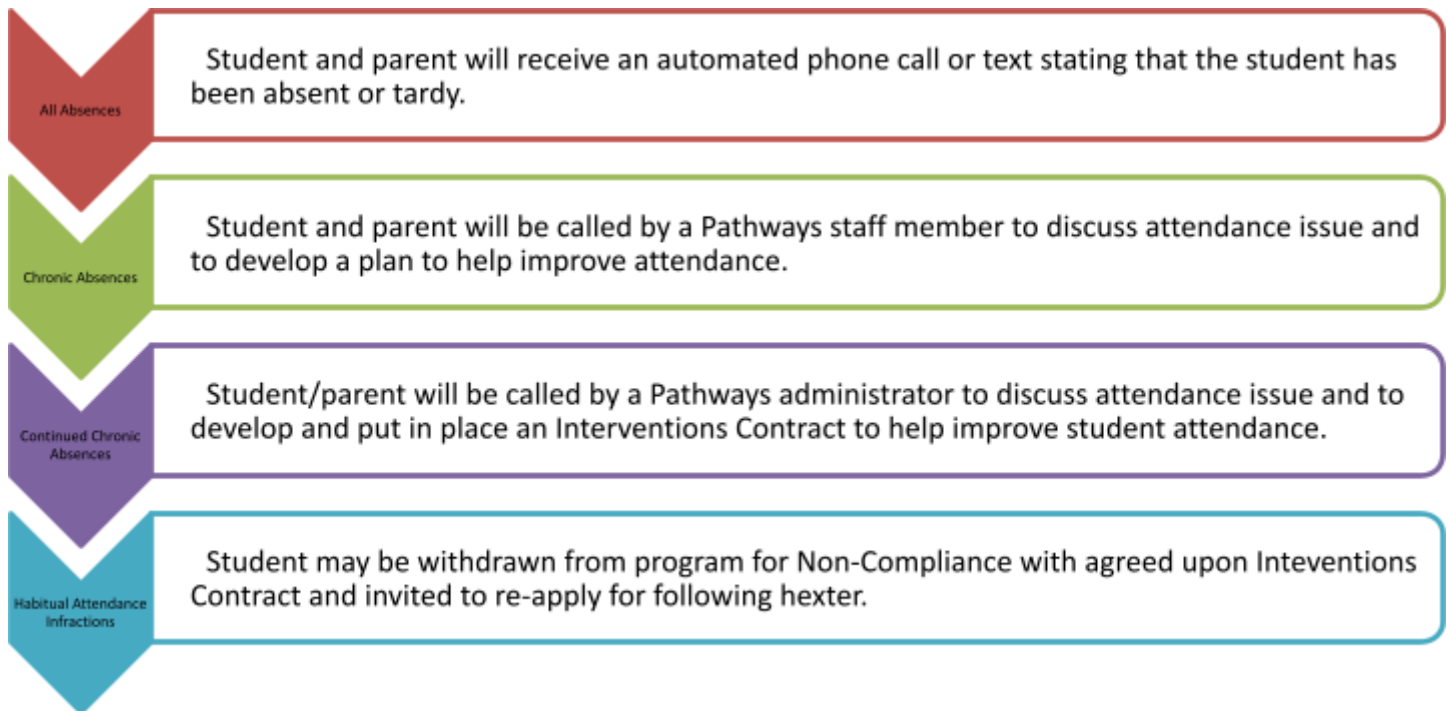 All Absences
Student and parent will receive an automated phone call or text stating that the student has
been absent or tardy.
Chronic Absences
Student and parent will be called by a Pathways staff member to discuss attendance issue and
to develop a plan to help improve attendance.
Continued Chronic
Absences
Student/parent will be called by a Pathways administrator to discuss attendance issue and to
develop and put in place an Interventions Contract to help improve student attendance.
Habitual Attendance
Infractions
Student may be withdrawn from program for Non-Compliance with agreed upon Inteventions
Contract and invited to re-apply for following hexter.